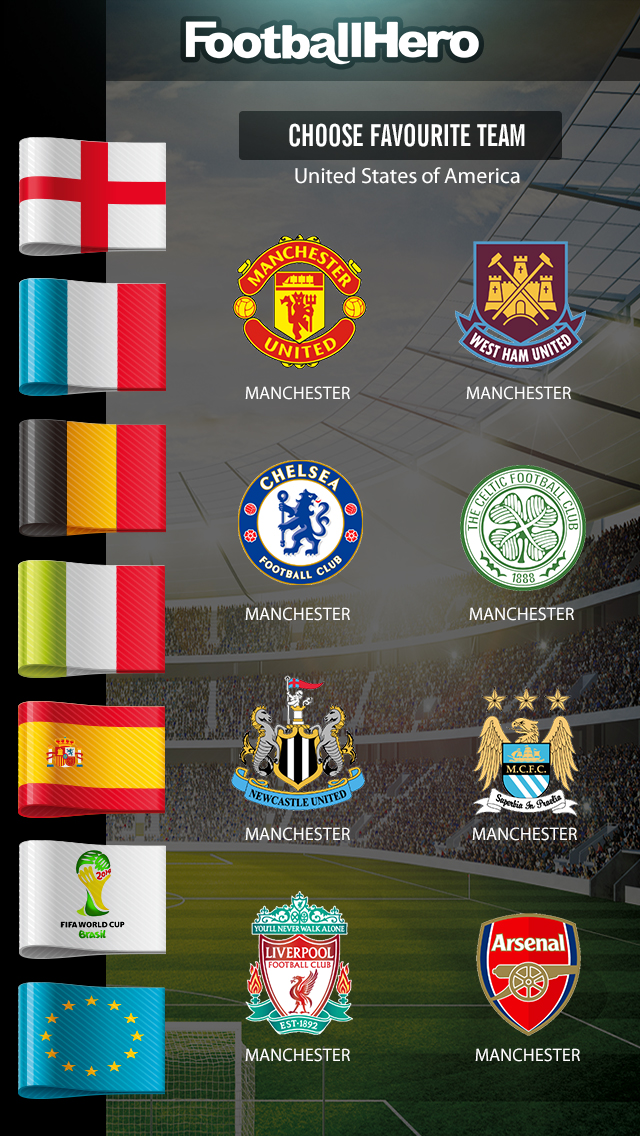 FootballHero
CHOOSE FAVOURITE TEAM
United States of America
MANCHESTER
UNITED
MANCHESTER
WEST HAM UNITED
MANCHESTER
CHELSEA
FOOTBALL CLUB
MANCHESTER
THE CELTIC FOOTBALL CLUB
1888
MANCHESTER
NEWCASTLE UNITED
MANCHESTER
M.C.F.C.
Superbia In Proelia
MANCHESTER
2014
FIFA WORLD CUP
Brasil
YOU'LL NEVER WALK ALONE
LIVERPOOL
FOOTBALL CLUB
EST·1892
MANCHESTER
Arsenal
MANCHESTER